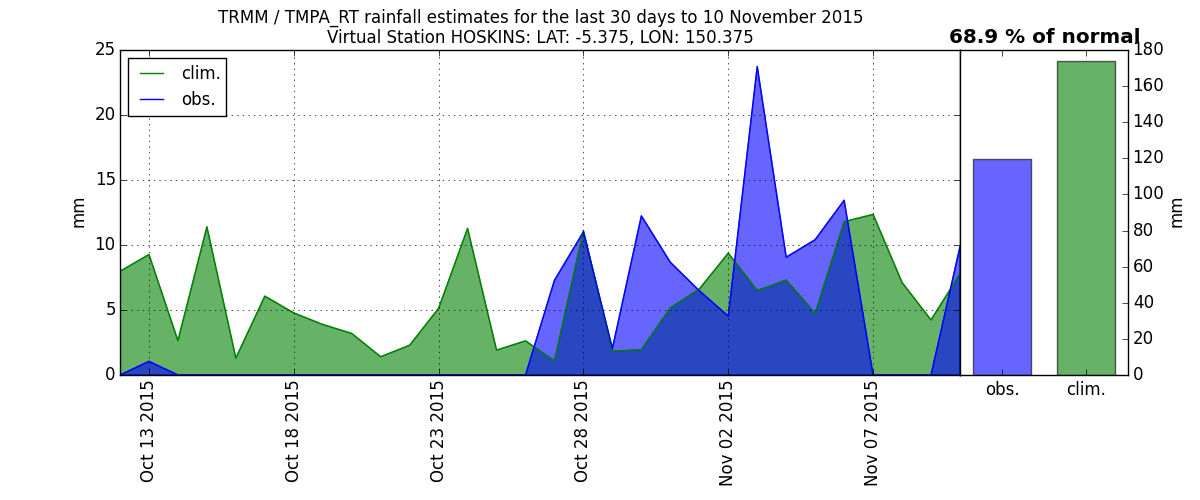 TRMM / TMPA_RT rainfall estimates for the last 30 days to 10 November 2015
Virtual Station HOSKINS: LAT: -5.375, LON: 150.375
68.9 % of normal
clim.
obs.
mm
25
20
15
10
5
0
Oct 13 2015
Oct 18 2015
Oct 23 2015
Oct 28 2015
Nov 02 2015
Nov 07 2015
obs.
clim.
180
160
140
120
100
80
60
40
20
0
mm